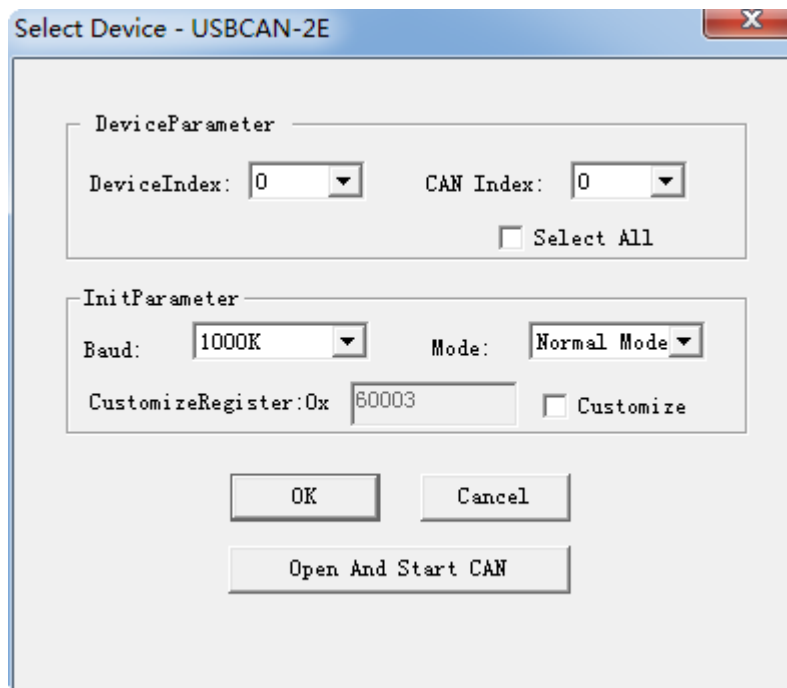 Select Device - USBCAN-2E
DeviceParameter
DeviceIndex: 0 CAN Index: 0
Select All
InitParameter
Baud: 1000K Mode: Normal Mode
CustomizeRegister:0x 60003 Customize
OK Cancel
Open And Start CAN